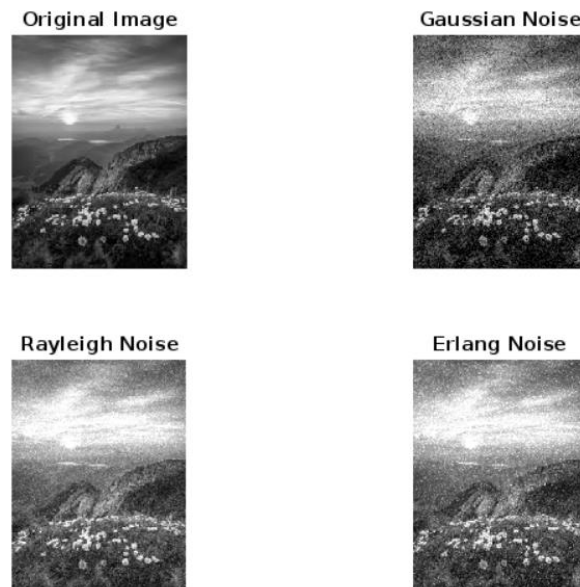 Original Image
Gaussian Noise
Rayleigh Noise
Erlang Noise